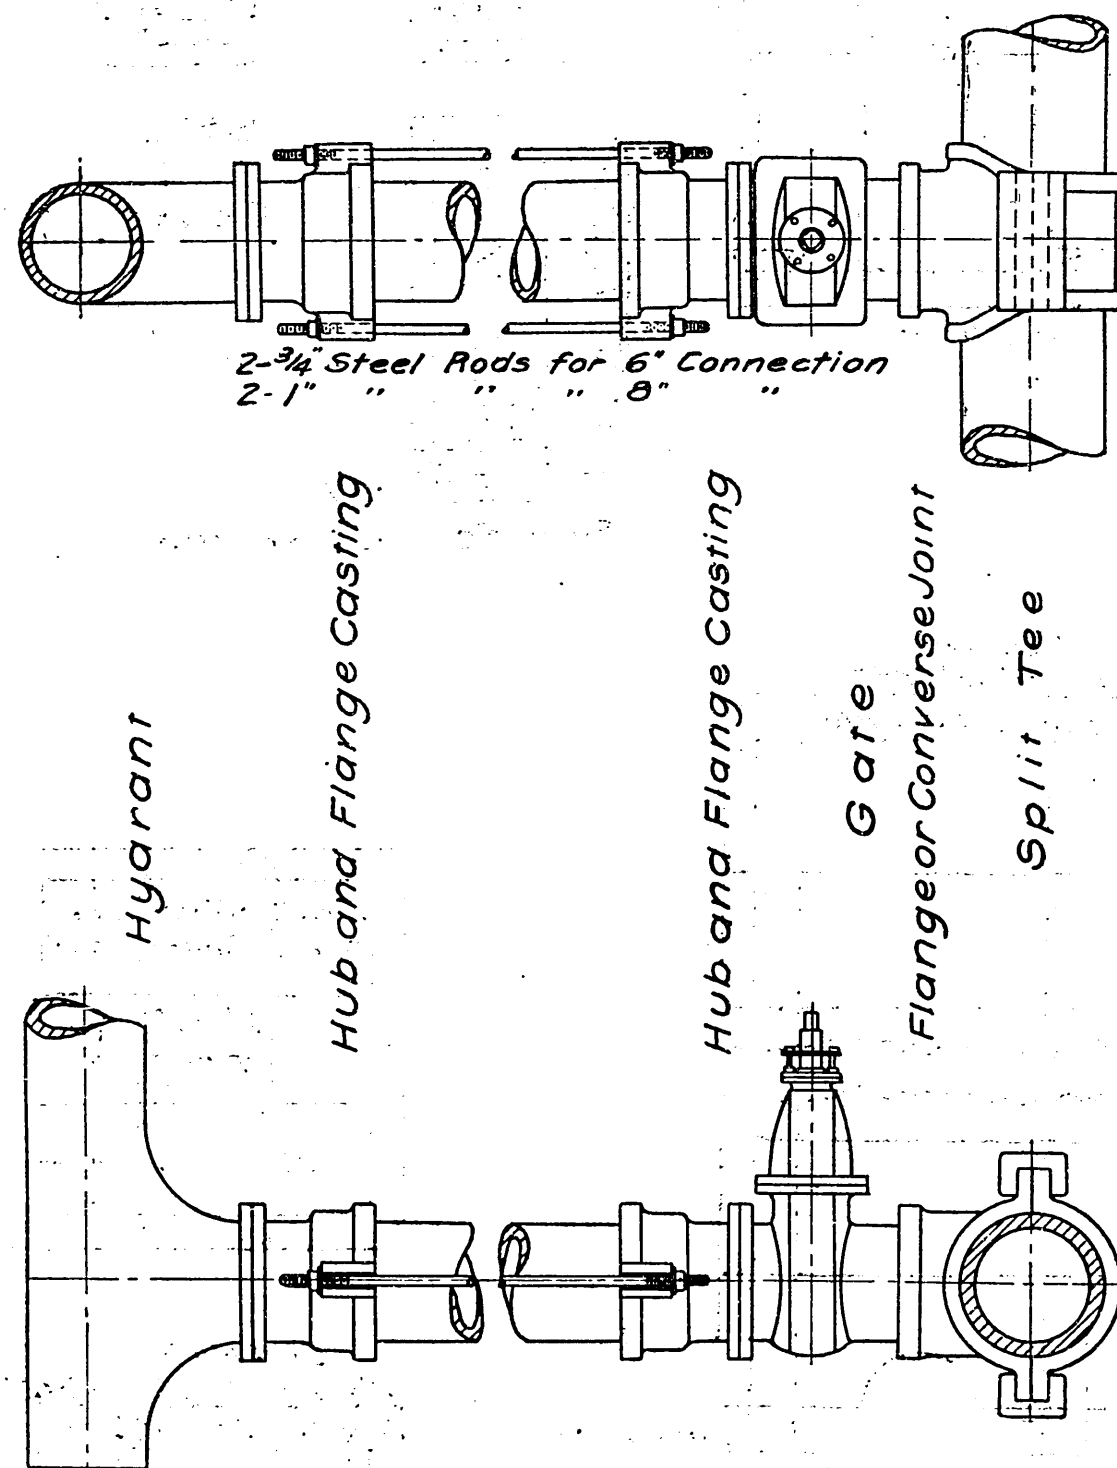 2-3/4" Steel Rods for 6" Connection
2-1" " " " 8" "
Hydrant
Hub and Flange Casting
Hub and Flange Casting
Gate
Flange or Converse Joint
Split Tee